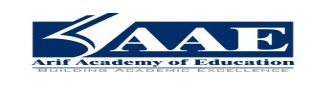 AAE
Arif Academy of Education
BUILDING ACADEMIC EXCELLENCE